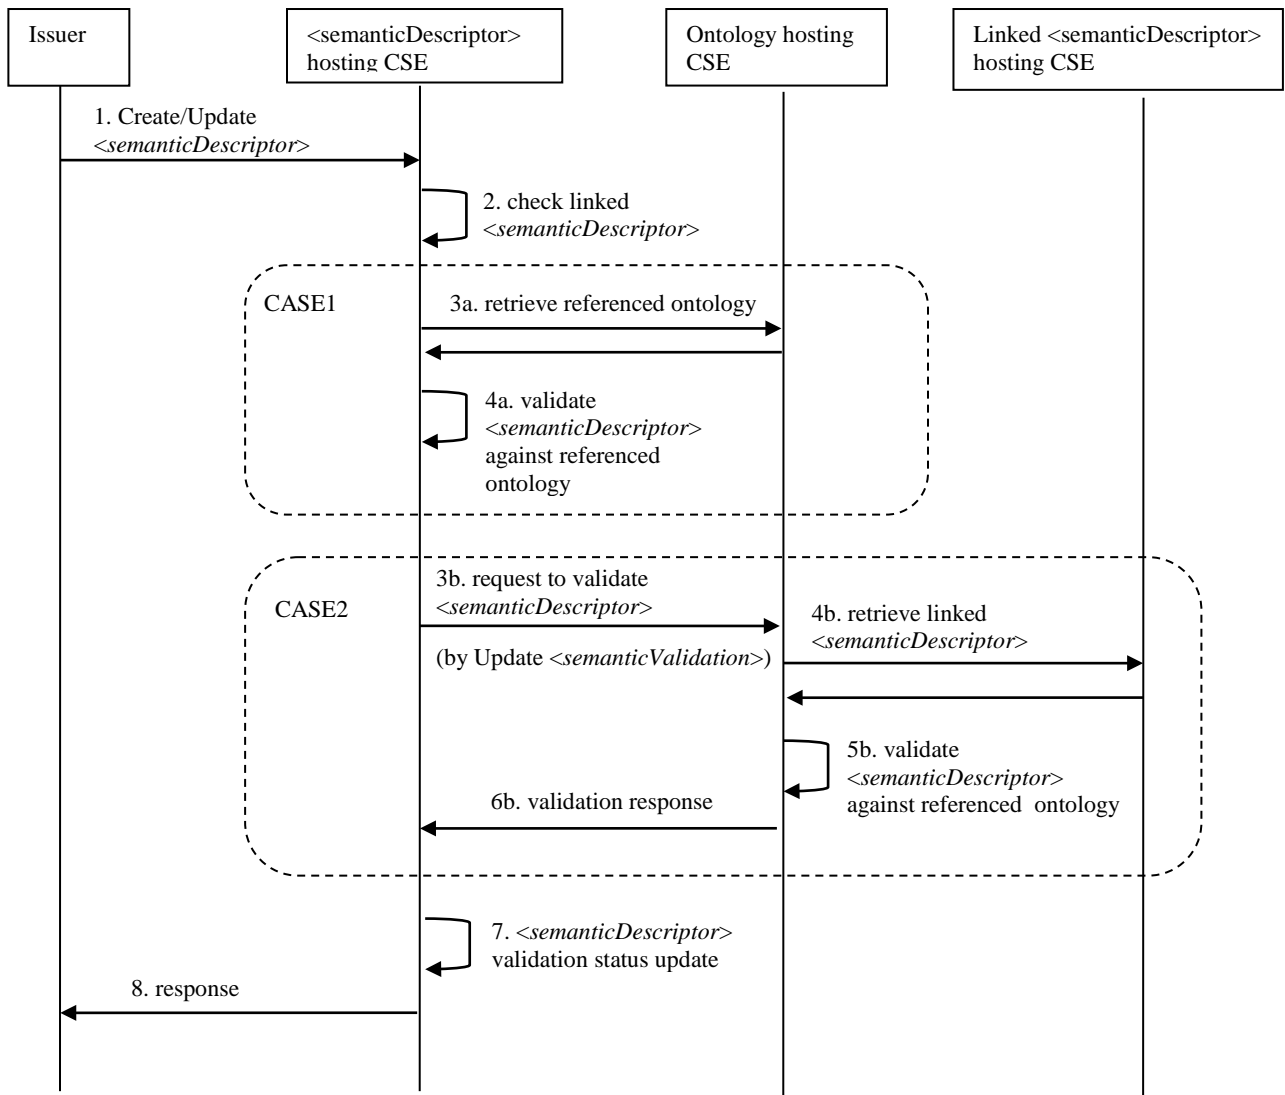 Issuer
<semanticDescriptor>
hosting CSE
Ontology hosting
CSE
Linked <semanticDescriptor>
hosting CSE
1. Create/Update
<semanticDescriptor>
2. check linked
<semanticDescriptor>
CASE1
3a. retrieve referenced ontology
4a. validate
<semanticDescriptor>
against referenced
ontology
CASE2
3b. request to validate
<semanticDescriptor>
(by Update <semanticValidation>)
4b. retrieve linked
<semanticDescriptor>
5b. validate
<semanticDescriptor>
against referenced  ontology
6b. validation response
7. <semanticDescriptor>
validation status update
8. response